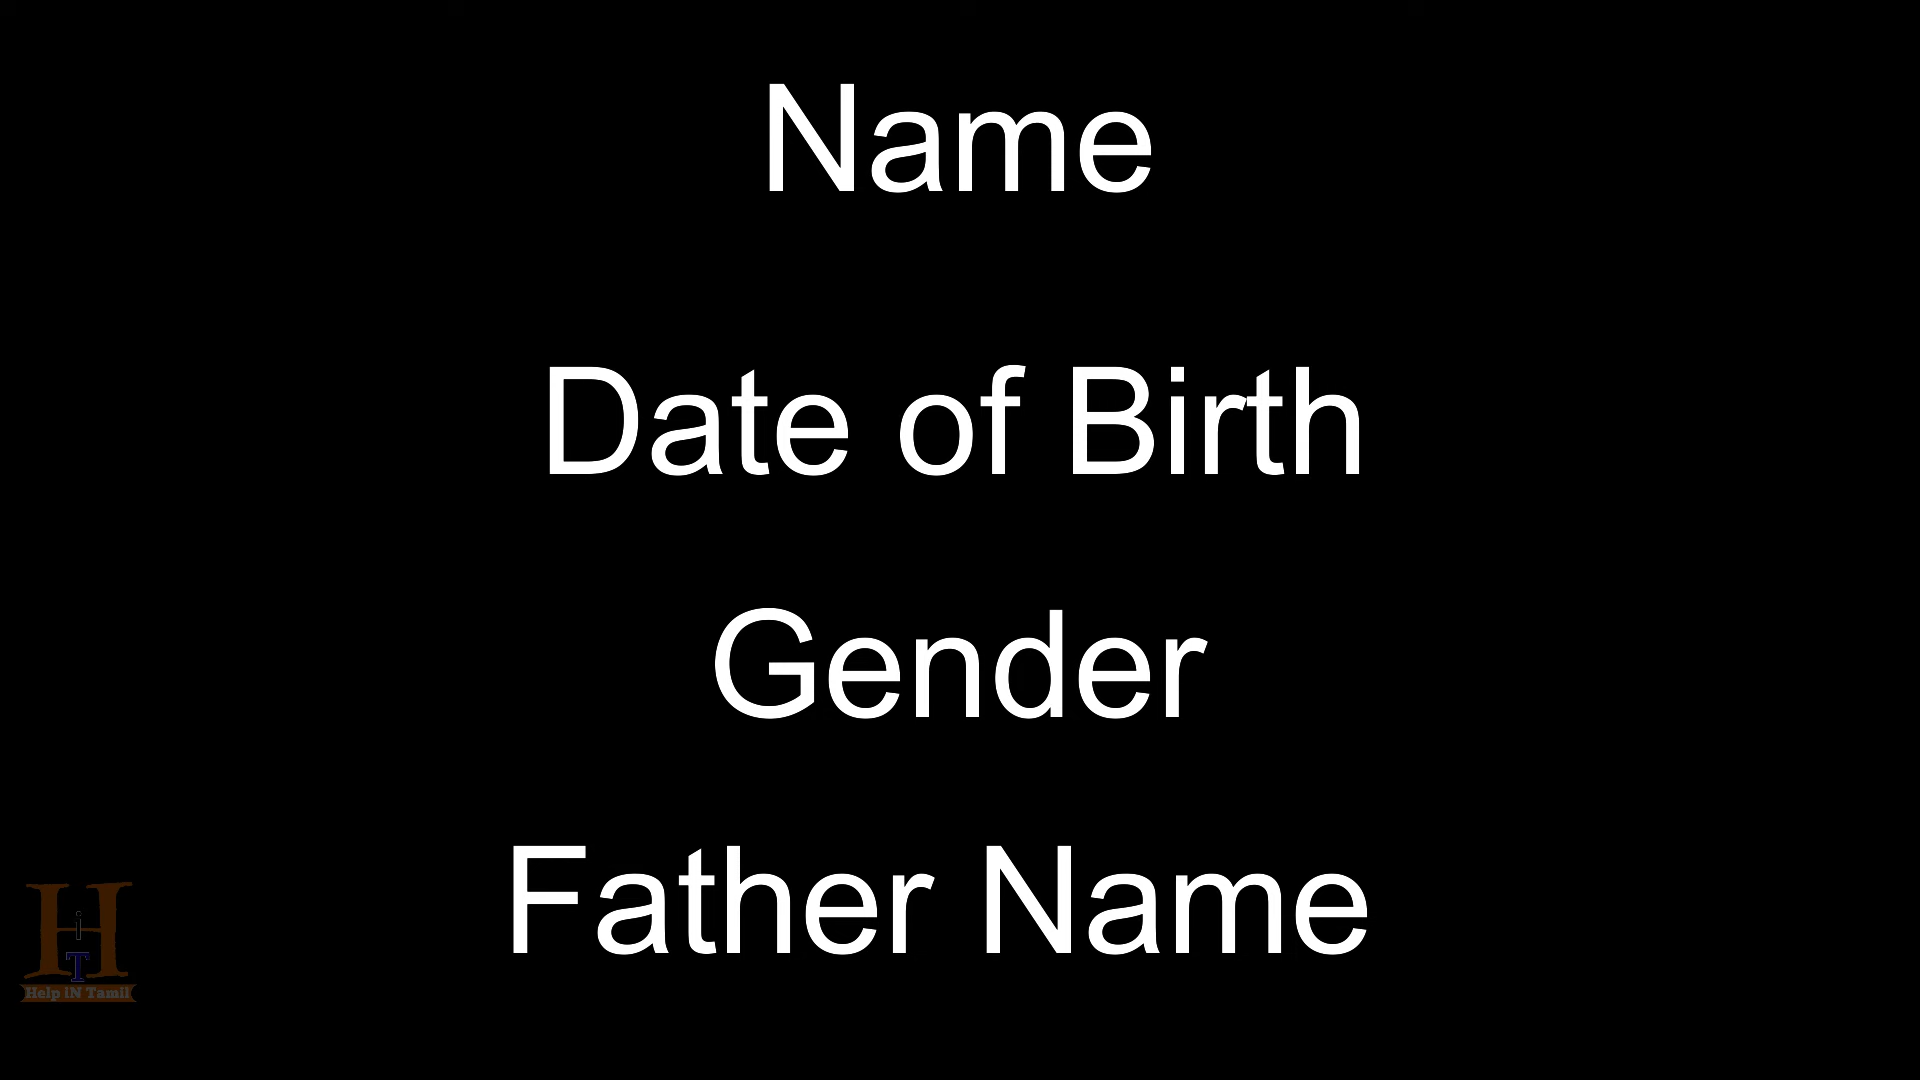 Name
Date of Birth
Gender
Father Name
H
i
T
Help iN Tamil